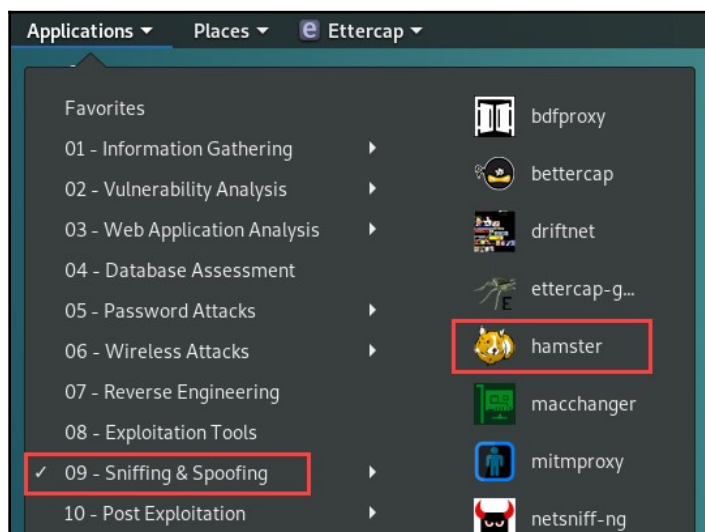 Applications Places Ettercap
Favorites
01 - Information Gathering
02 - Vulnerability Analysis
03 - Web Application Analysis
04 - Database Assessment
05 - Password Attacks
06 - Wireless Attacks
07 - Reverse Engineering
08 - Exploitation Tools
09 - Sniffing & Spoofing
10 - Post Exploitation
bdfproxy
bettercap
driftnet
ettercap-g...
hamster
macchanger
mitmproxy
netsniff-ng